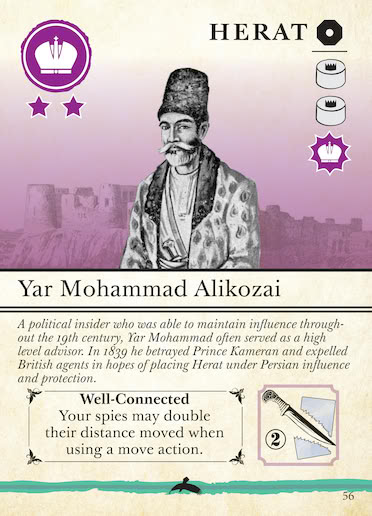 HERAT
Yar Mohammad Alikozai
A political insider who was able to maintain influence through-
out the 19th century, Yar Mohammad often served as a high
level advisor. In 1839 he betrayed Prince Kameran and expelled
British agents in hopes of placing Herat under Persian influence
and protection.
Well-Connected
Your spies may double
their distance moved when
using a move action.
2
56